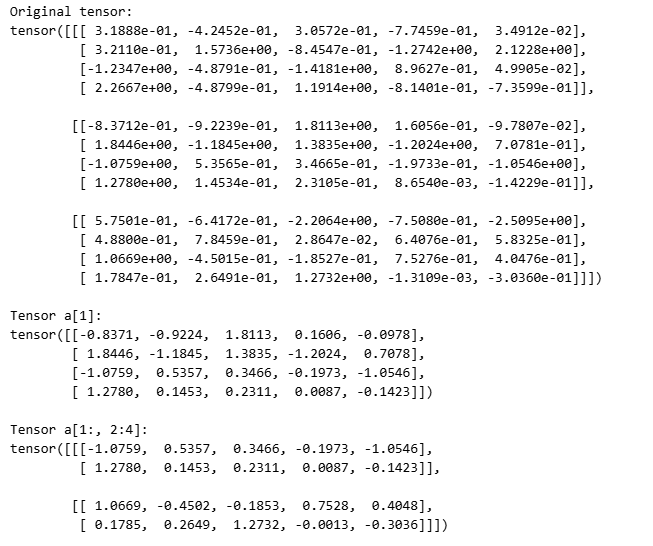 Original tensor:
tensor([[[ 3.1888e-01, -4.2452e-01,  3.0572e-01, -7.7459e-01,  3.4912e-02],
         [ 3.2110e-01,  1.5736e+00, -8.4547e-01, -1.2742e+00,  2.1228e+00],
         [-1.2347e+00, -4.8791e-01, -1.4181e+00,  8.9627e-01,  4.9905e-02],
         [ 2.2667e+00, -4.8799e-01,  1.1914e+00, -8.1401e-01, -7.3599e-01]],

        [[-8.3712e-01, -9.2239e-01,  1.8113e+00,  1.6056e-01, -9.7807e-02],
         [ 1.8446e+00, -1.1845e+00,  1.3835e+00, -1.2024e+00,  7.0781e-01],
         [-1.0759e+00,  5.3565e-01,  3.4665e-01, -1.9733e-01, -1.0546e+00],
         [ 1.2780e+00,  1.4534e-01,  2.3105e-01,  8.6540e-03, -1.4229e-01]],

        [[ 5.7501e-01, -6.4172e-01, -2.2064e+00, -7.5080e-01, -2.5095e+00],
         [ 4.8800e-01,  7.8459e-01,  2.8647e-02,  6.4076e-01,  5.8325e-01],
         [ 1.0669e+00, -4.5015e-01, -1.8527e-01,  7.5276e-01,  4.0476e-01],
         [ 1.7847e-01,  2.6491e-01,  1.2732e+00, -1.3109e-03, -3.0360e-01]]])

Tensor a[1]:
tensor([[-0.8371, -0.9224,  1.8113,  0.1606, -0.0978],
        [ 1.8446, -1.1845,  1.3835, -1.2024,  0.7078],
        [-1.0759,  0.5357,  0.3466, -0.1973, -1.0546],
        [ 1.2780,  0.1453,  0.2311,  0.0087, -0.1423]])

Tensor a[1:, 2:4]:
tensor([[[-1.0759,  0.5357,  0.3466, -0.1973, -1.0546],
         [ 1.2780,  0.1453,  0.2311,  0.0087, -0.1423]],

        [[ 1.0669, -0.4502, -0.1853,  0.7528,  0.4048],
         [ 0.1785,  0.2649,  1.2732, -0.0013, -0.3036]]])